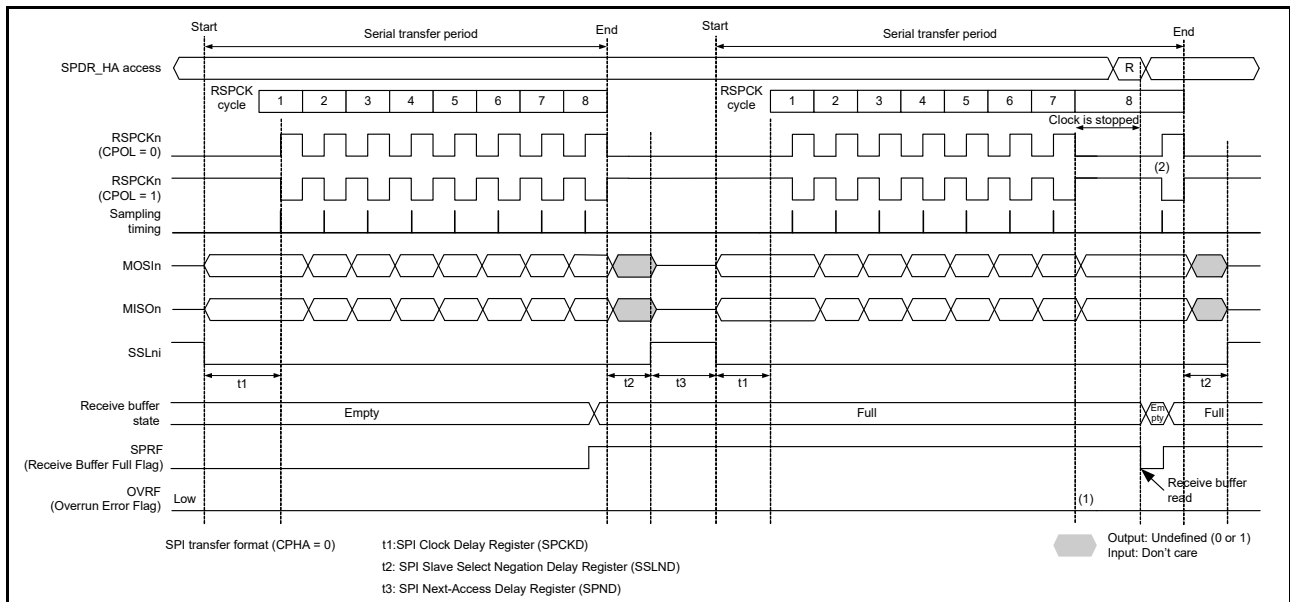 Start
Serial transfer period
End
Start
Serial transfer period
End
SPDR_HA access
R
RSPCK
cycle
1 2 3 4 5 6 7 8
RSPCK
cycle
1 2 3 4 5 6 7 8
Clock is stopped
RSPCKn
(CPOL = 0)
(2)
RSPCKn
(CPOL = 1)
Sampling
timing
MOSIn
MISOn
SSLni
t1
t2
t3
t1
t2
Receive buffer
state
Empty
Full
Em
pty
Full
SPRF
(Receive Buffer Full Flag)
Receive buffer
read
OVRF
(Overrun Error Flag)
Low
(1)
SPI transfer format (CPHA = 0)
t1:SPI Clock Delay Register (SPCKD)
t2: SPI Slave Select Negation Delay Register (SSLND)
t3: SPI Next-Access Delay Register (SPND)
Output: Undefined (0 or 1)
Input: Don't care